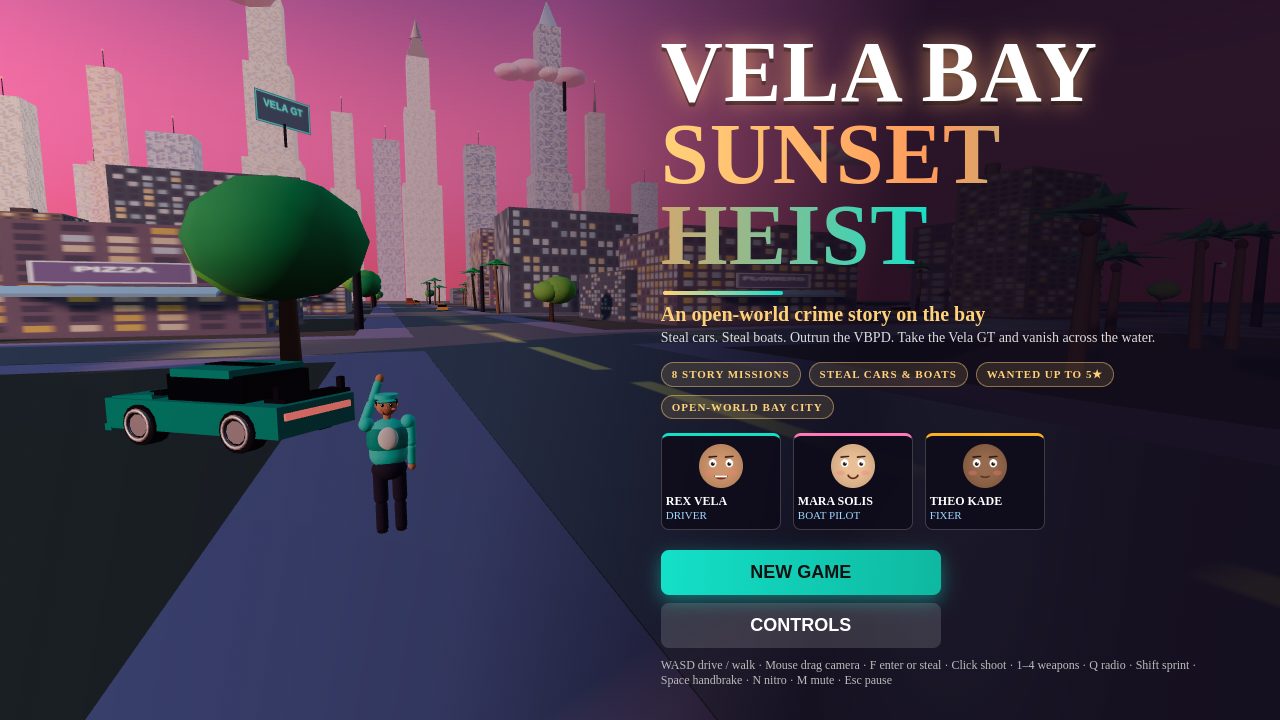 VELA BAY
SUNSET
HEIST
An open-world crime story on the bay
Steal cars. Steal boats. Outrun the VBPD. Take the Vela GT and vanish across the water.
8 STORY MISSIONS
STEAL CARS & BOATS
WANTED UP TO 5★
OPEN-WORLD BAY CITY
REX VELA
DRIVER
MARA SOLIS
BOAT PILOT
THEO KADE
FIXER
NEW GAME
CONTROLS
WASD drive / walk · Mouse drag camera · F enter or steal · Click shoot · 1–4 weapons · Q radio · Shift sprint ·
Space handbrake · N nitro · M mute · Esc pause
VELA GT
PIZZA
FLOWERS